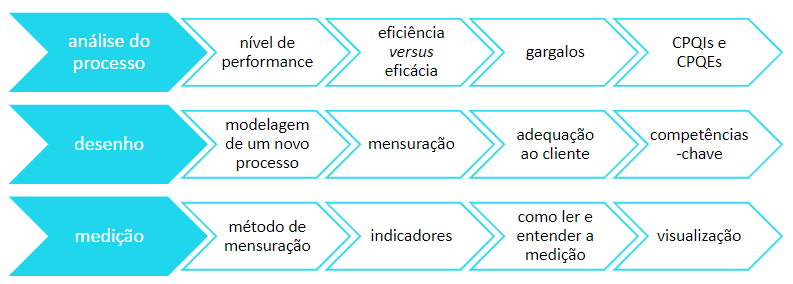 análise do
processo
nível de
performance
eficiência
versus
eficácia
gargalos
CPQIs e
CPQEs
desenho
modelagem
de um novo
processo
mensuração
adequação
ao cliente
competências
-chave
medição
método de
mensuração
indicadores
como ler e
entender a
medição
visualização